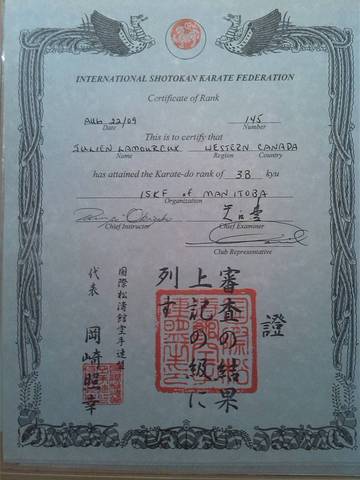 INTERNATIONAL SHOTOKAN KARATE FEDERATION
Certificate of Rank
AUG. 22/09 145
Date Number
This is to certify that
JULIEN LAMOUREUX WESTERN CANADA
Name Region Country
has attained the Karate-do rank of 3B kyu
ISKF of MANITOBA
Organization
Chief Instructor Chief Examiner
Club Representative
證
審査の結果
上記の級に
列す
国際松涛館空手連盟
代表 岡崎照幸